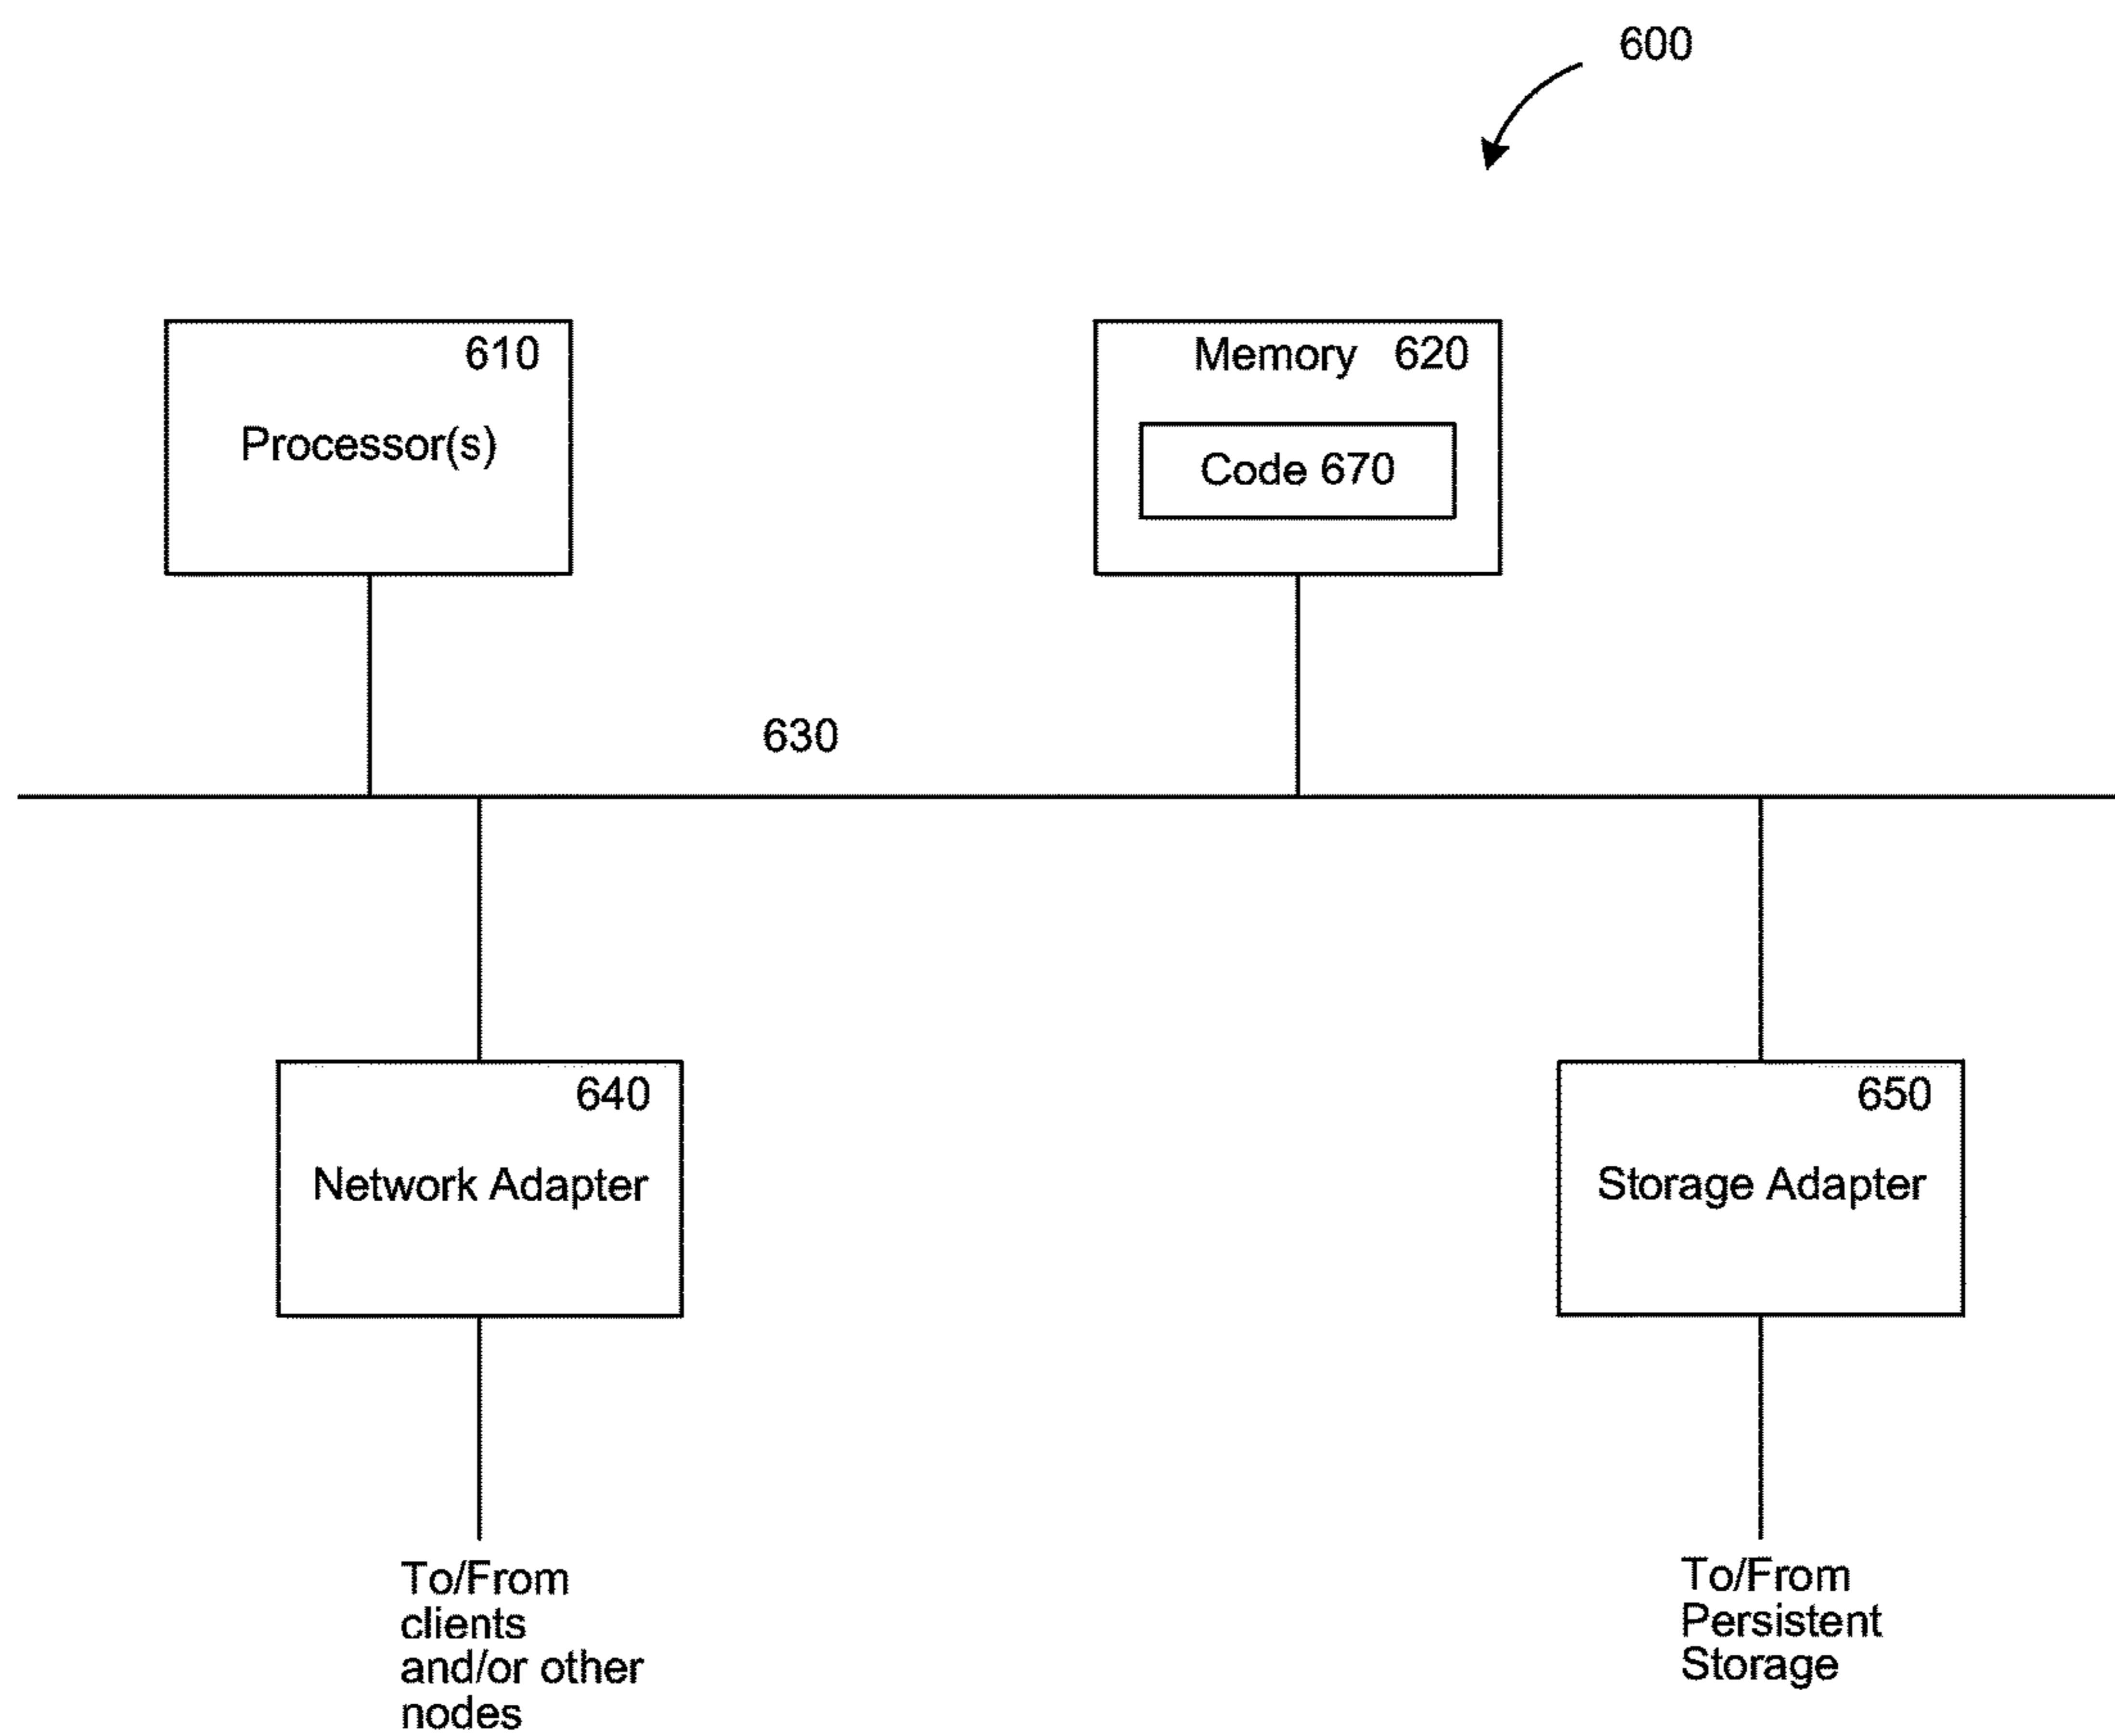 600
610
Processor(s)
Memory 620
Code 670
630
640
Network Adapter
650
Storage Adapter
To/From
clients
and/or other
nodes
To/From
Persistent
Storage